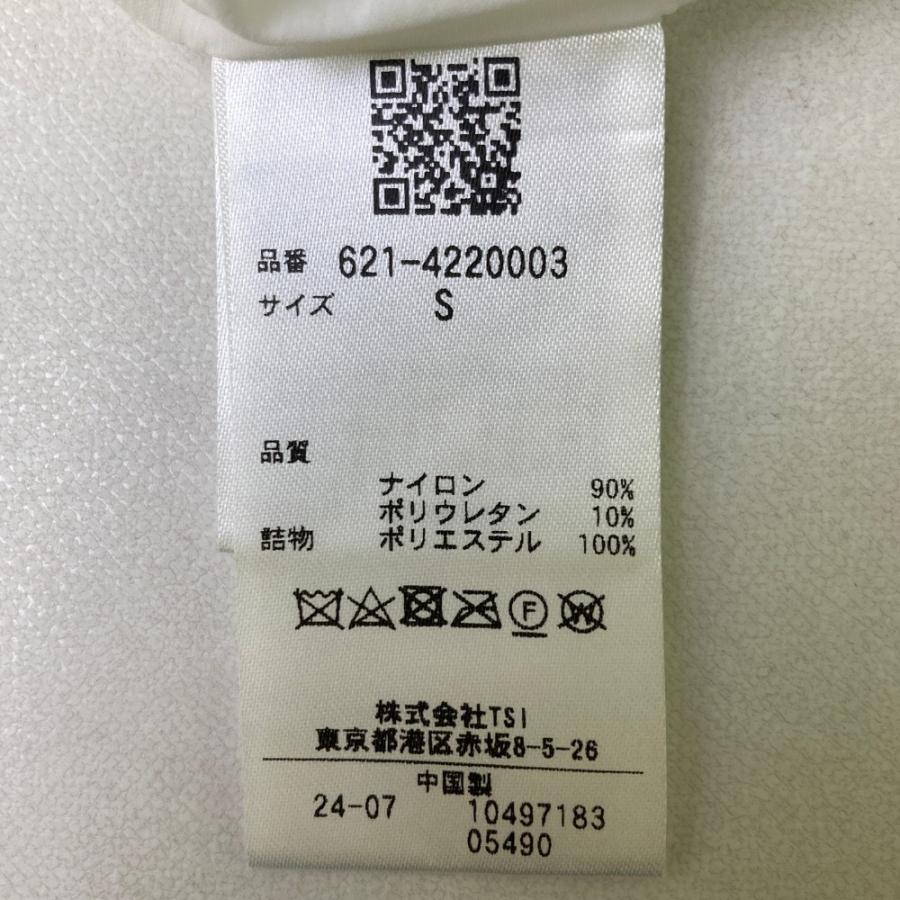 品番 621-4220003
サイズ S
品質
ナイロン 90%
ポリウレタン 10%
詰物 ポリエステル 100%
F W
株式会社TSI
東京都港区赤坂8-5-26
中国製
24-07 10497183
05490